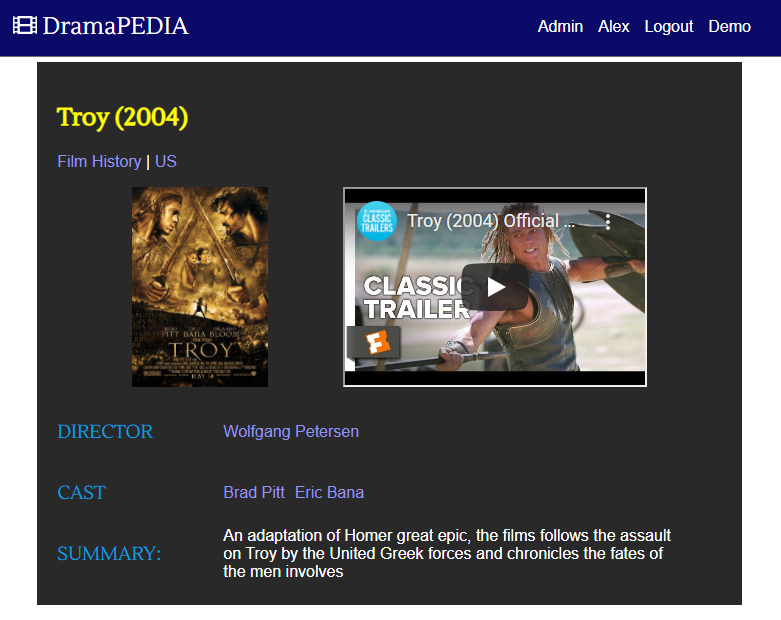 DramaPEDIA
Admin Alex Logout Demo
Troy (2004)
Film History | US
PITT BANA BLOOM
TROY
MAY 14
CLASSIC
TRAILERS
Troy (2004) Official ...
CLASSIC
TRAILER
DIRECTOR Wolfgang Petersen
CAST Brad Pitt Eric Bana
SUMMARY: An adaptation of Homer great epic, the films follows the assault
on Troy by the United Greek forces and chronicles the fates of
the men involves